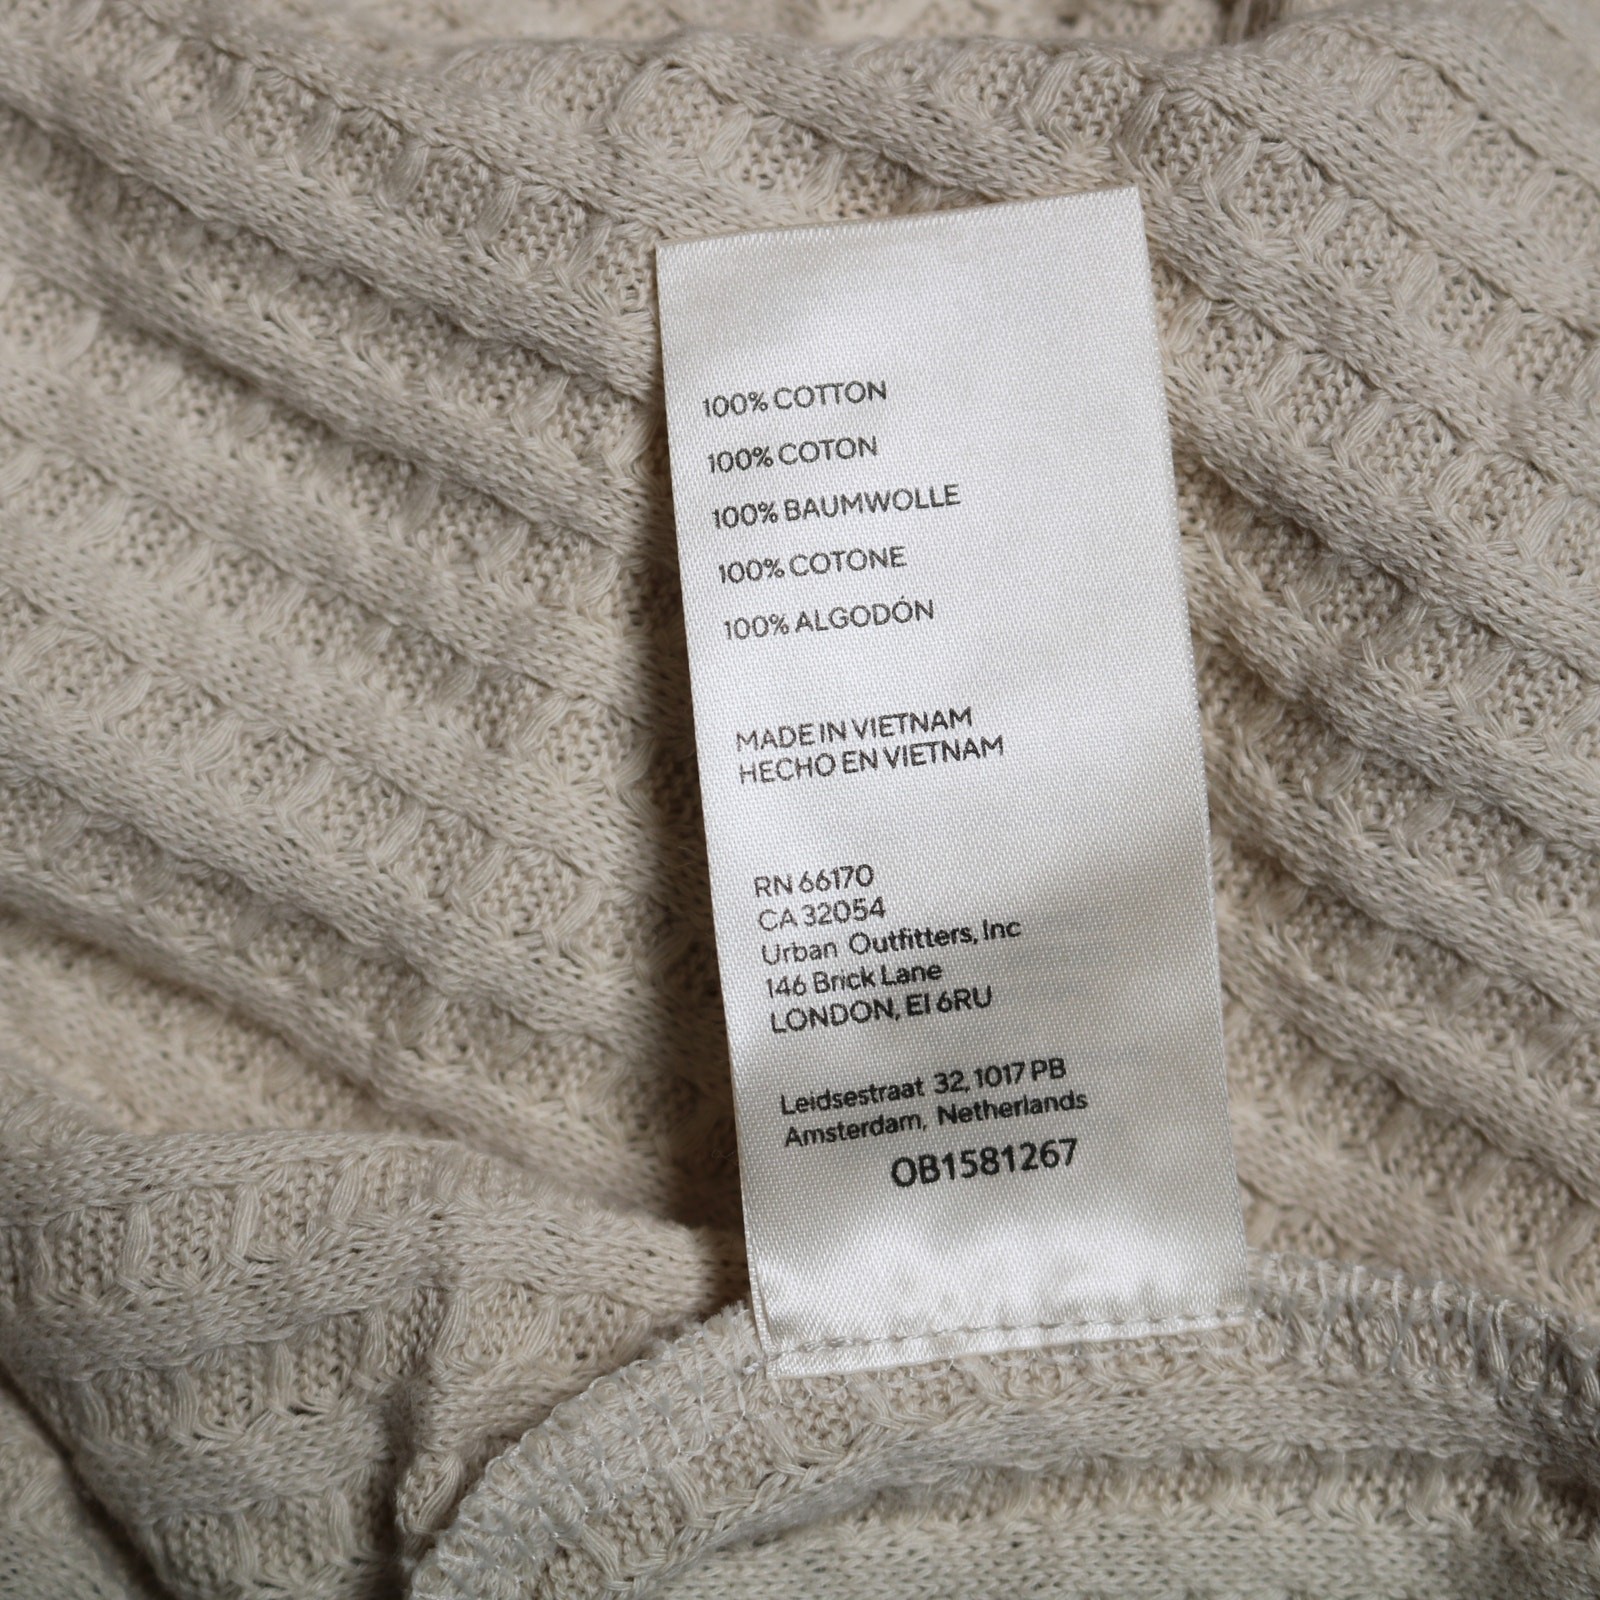 100% COTTON
100% COTON
100% BAUMWOLLE
100% COTONE
100% ALGODÓN
MADE IN VIETNAM
HECHO EN VIETNAM
RN 66170
CA 32054
Urban Outfitters, Inc
146 Brick Lane
LONDON, E1 6RU
Leidsestraat 32, 1017 PB
Amsterdam, Netherlands
OB1581267